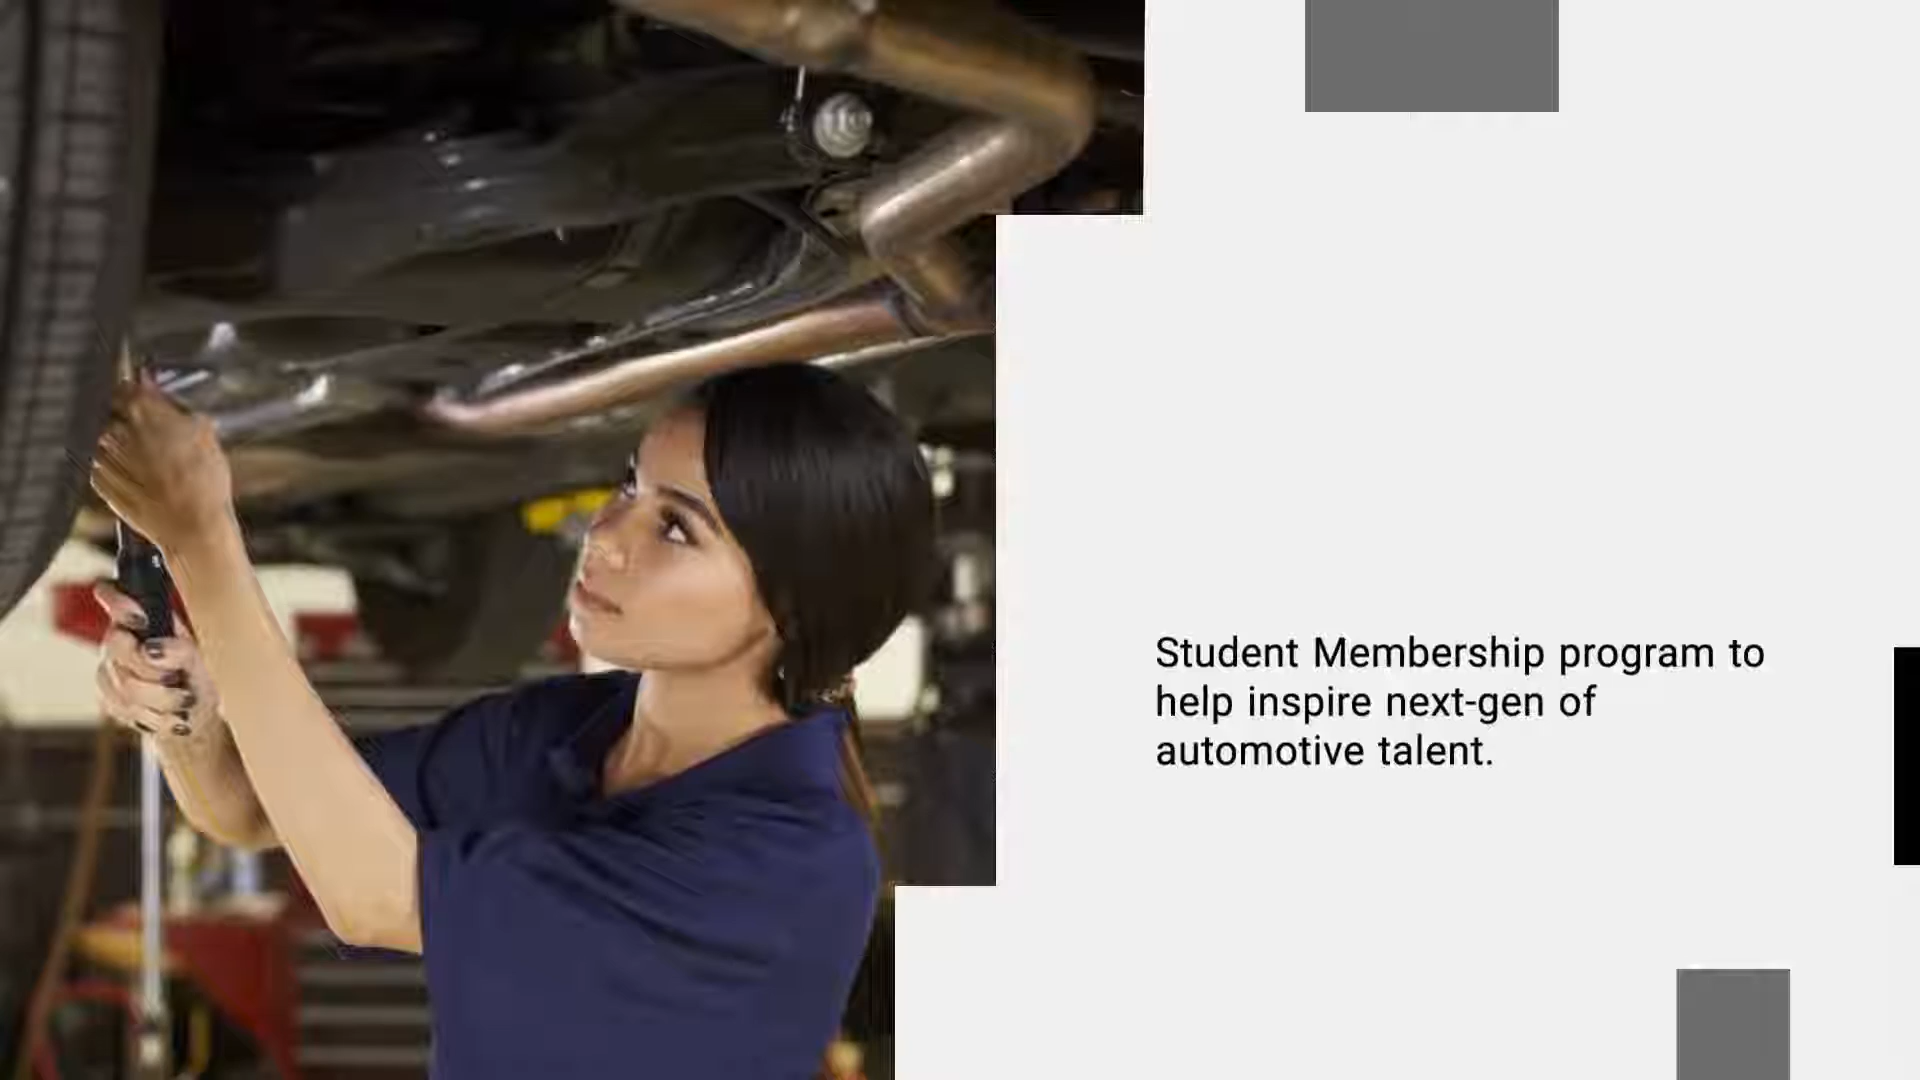 Student Membership program to
help inspire next-gen of
automotive talent.